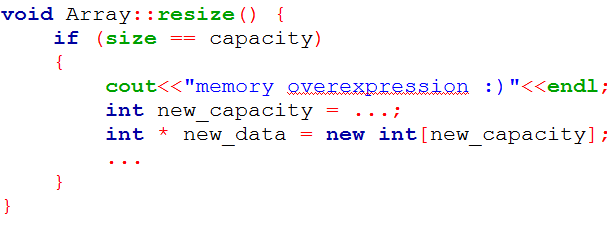 void Array::resize() {
    if (size == capacity)
    {
        cout<<"memory overexpression :)"<<endl;
        int new_capacity = ...;
        int * new_data = new int[new_capacity];
        ...
    }
}